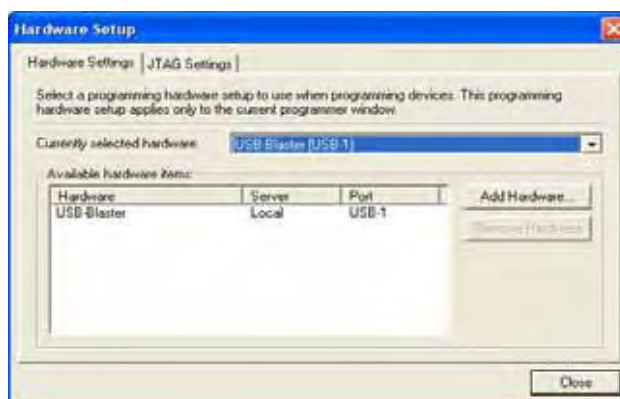 Hardware Setup
Hardware Settings JTAG Settings
Select a programming hardware setup to use when programming devices. This programming
hardware setup applies only to the current programmer window.
Currently selected hardware: USB-Blaster [USB-1]
Available hardware items:
Hardware Server Port
USB-Blaster Local USB-1
Add Hardware...
Remove Hardware
Close